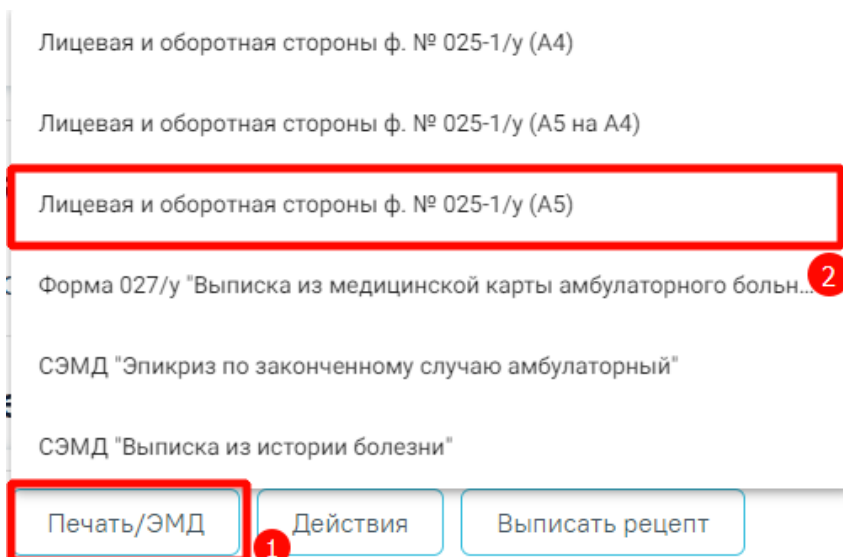 Лицевая и оборотная стороны ф. № 025-1/у (А4)
Лицевая и оборотная стороны ф. № 025-1/у (А5 на А4)
Лицевая и оборотная стороны ф. № 025-1/у (А5)
2
Форма 027/у "Выписка из медицинской карты амбулаторного больн...
СЭМД "Эпикриз по законченному случаю амбулаторный"
СЭМД "Выписка из истории болезни"
Печать/ЭМД
1
Действия
Выписать рецепт